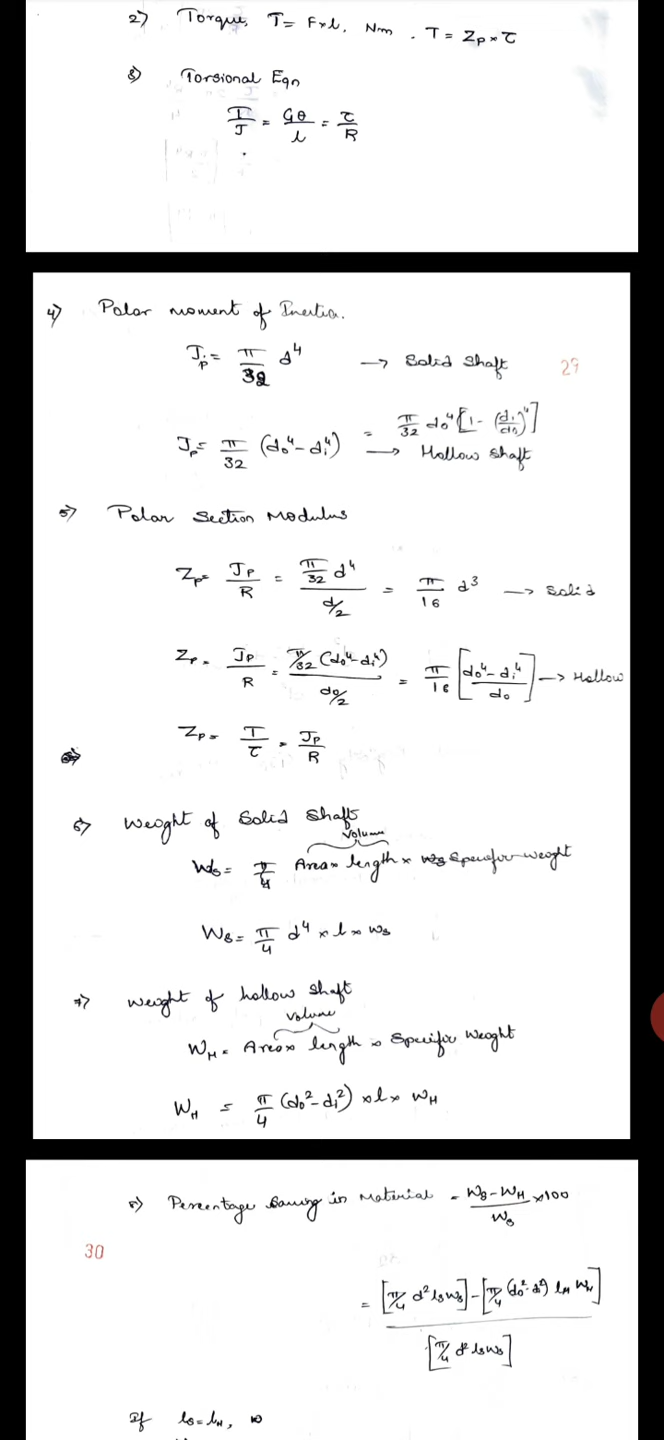 2) Torque, T = F×l, Nm . T = Zp × τ
3) Torsional Eqn
T/J = Gθ/l = τ/R
4) Polar moment of Inertia.
Jp = π/32 d⁴ → Solid Shaft 29
Jp = π/32 (do⁴ - di⁴) = π/32 do⁴ [1 - (di/do)⁴] → Hollow Shaft
5) Polar Section Modulus
Zp = Jp/R = (π/32 d⁴)/(d/2) = π/16 d³ → Solid
Zp = Jp/R = (π/32 (do⁴ - di⁴))/(do/2) = π/16 [(do⁴ - di⁴)/do] → Hollow
Zp = T/τ = Jp/R
6) Weight of Solid Shaft
Volume
Ws = π/4 Area × length × Specific weight
Ws = π/4 d⁴ × l × ws
7) Weight of hollow Shaft
volume
WH = Area × length × Specific Weight
WH = π/4 (do² - di²) × l × wH
8) Percentage Saving in Material = (Ws - WH)/Ws × 100
30
= ([π/4 d² ls ws] - [π/4 (do² - di²) lH wH])/[π/4 d² ls ws]
If ls = lH,